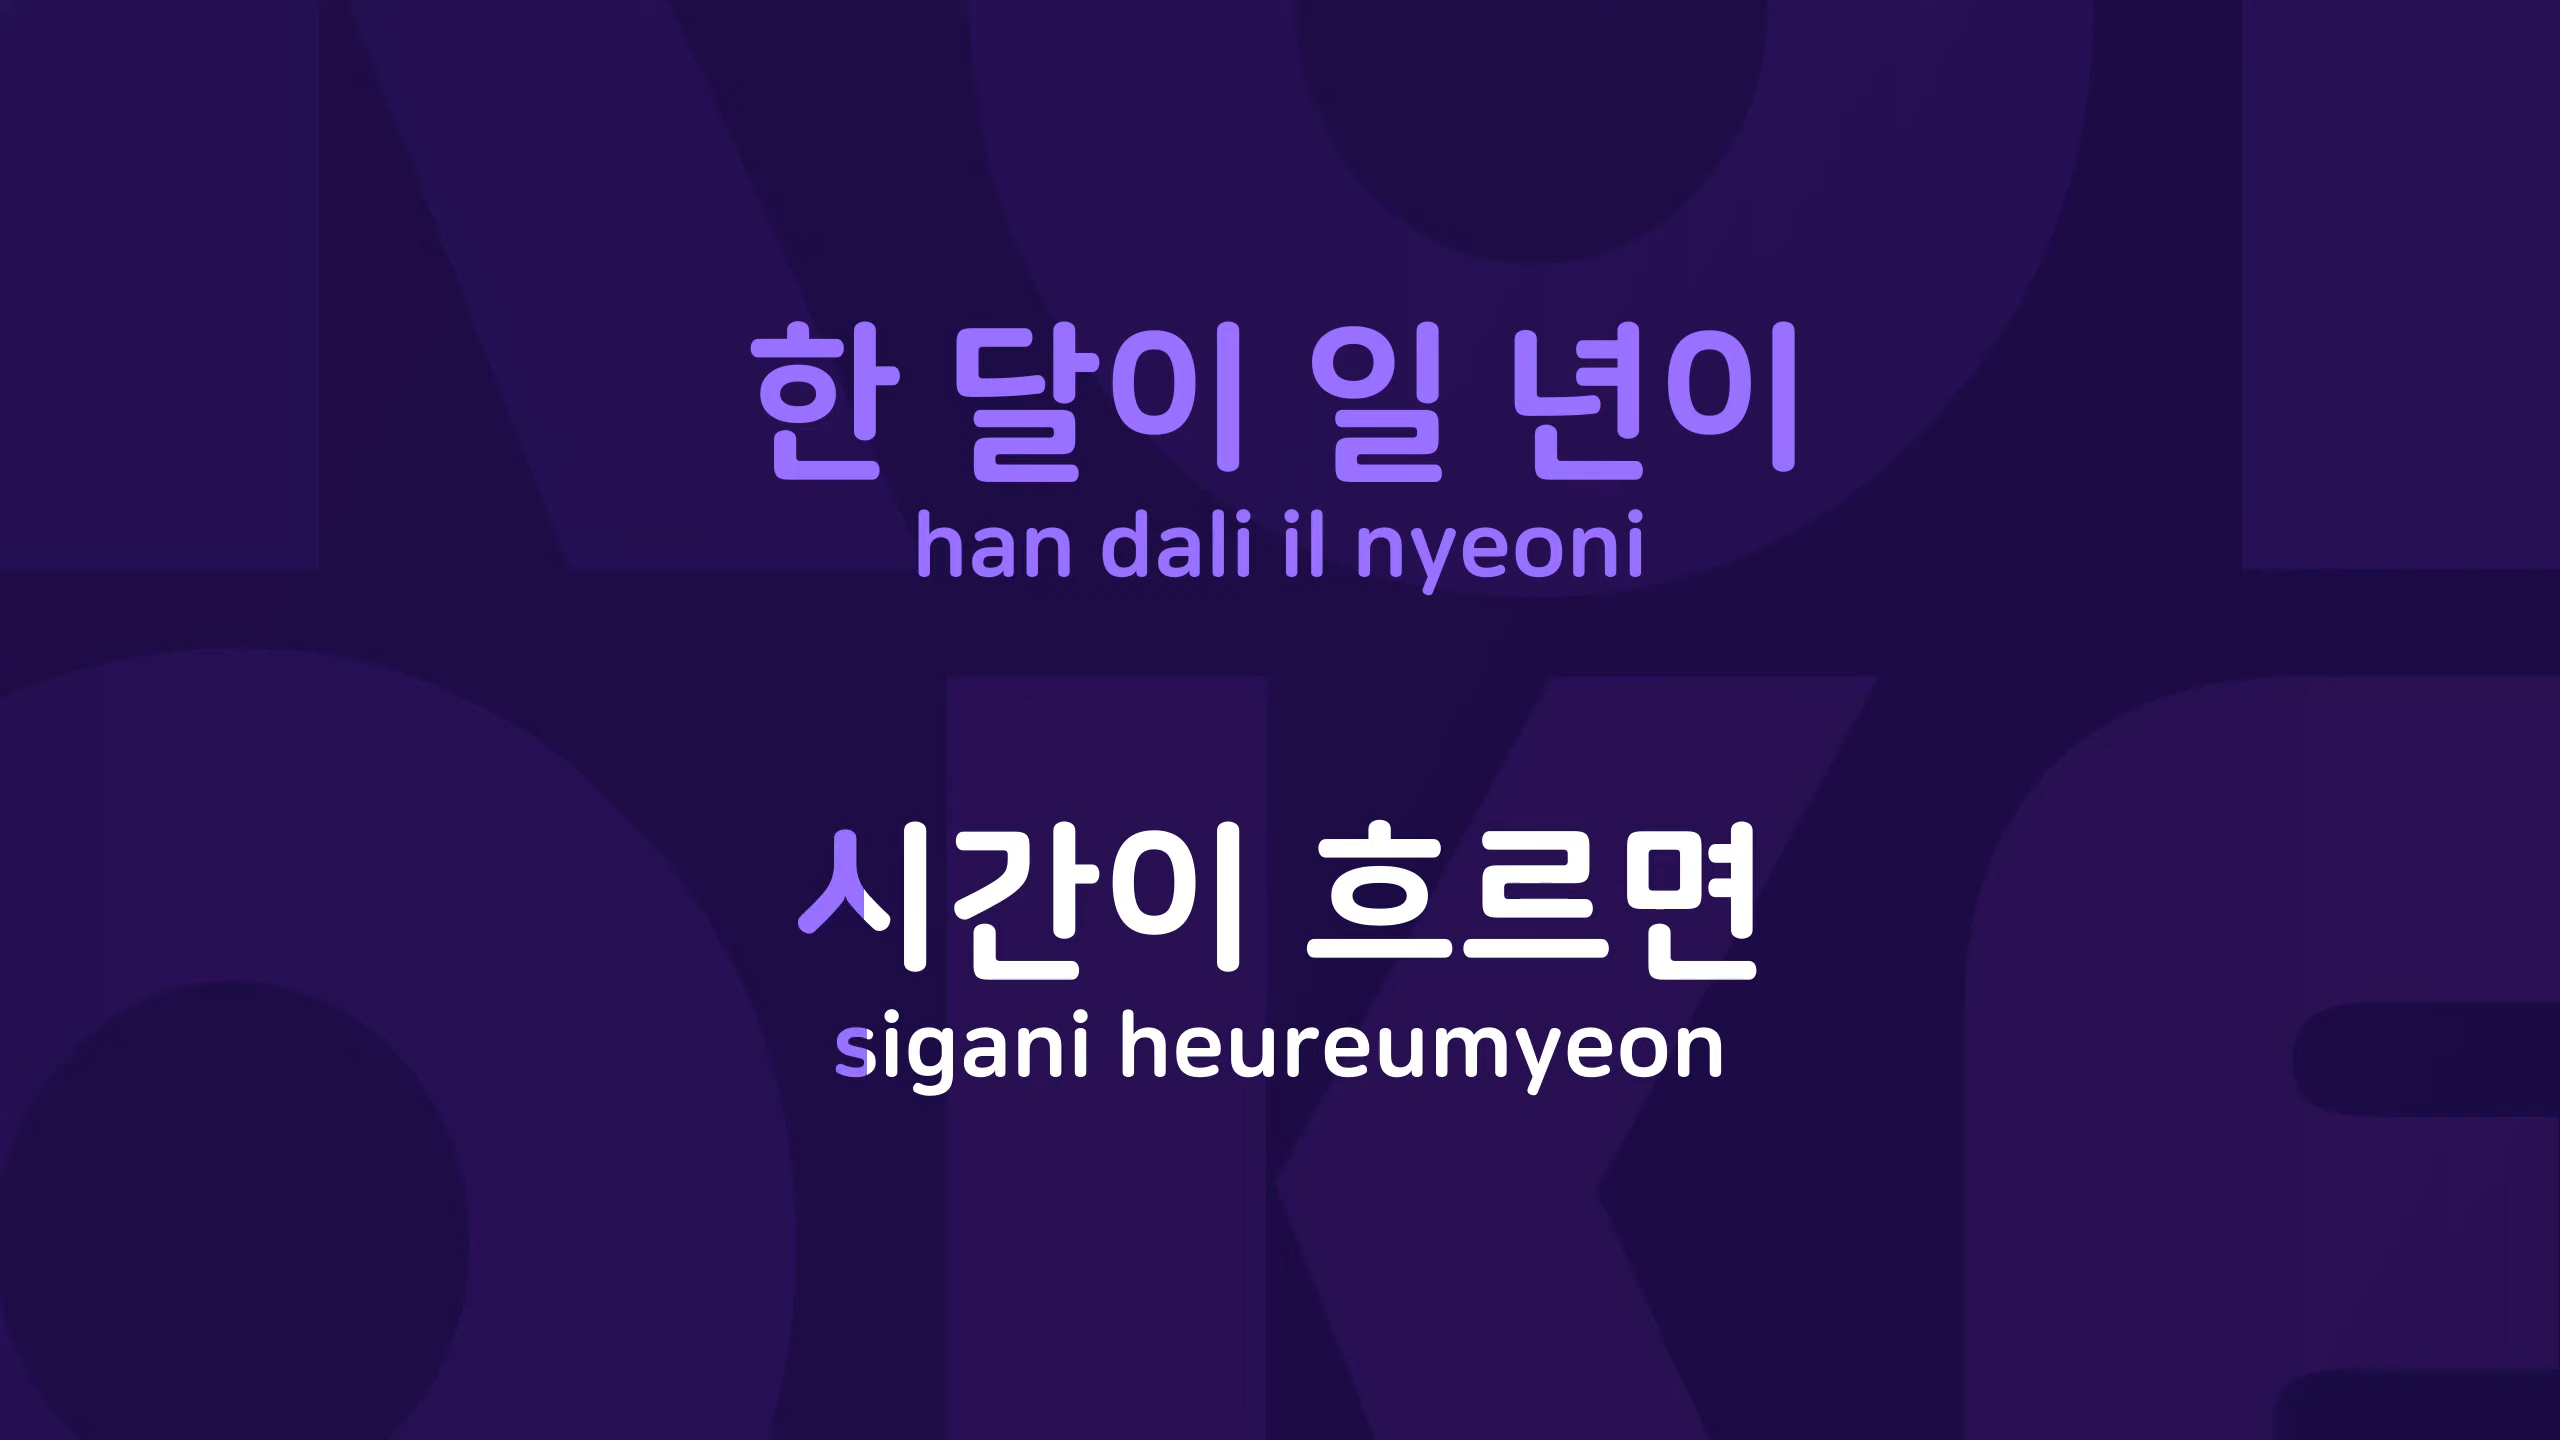 한 달이 일 년이
han dali il nyeoni
시간이 흐르면
sigani heureumyeon